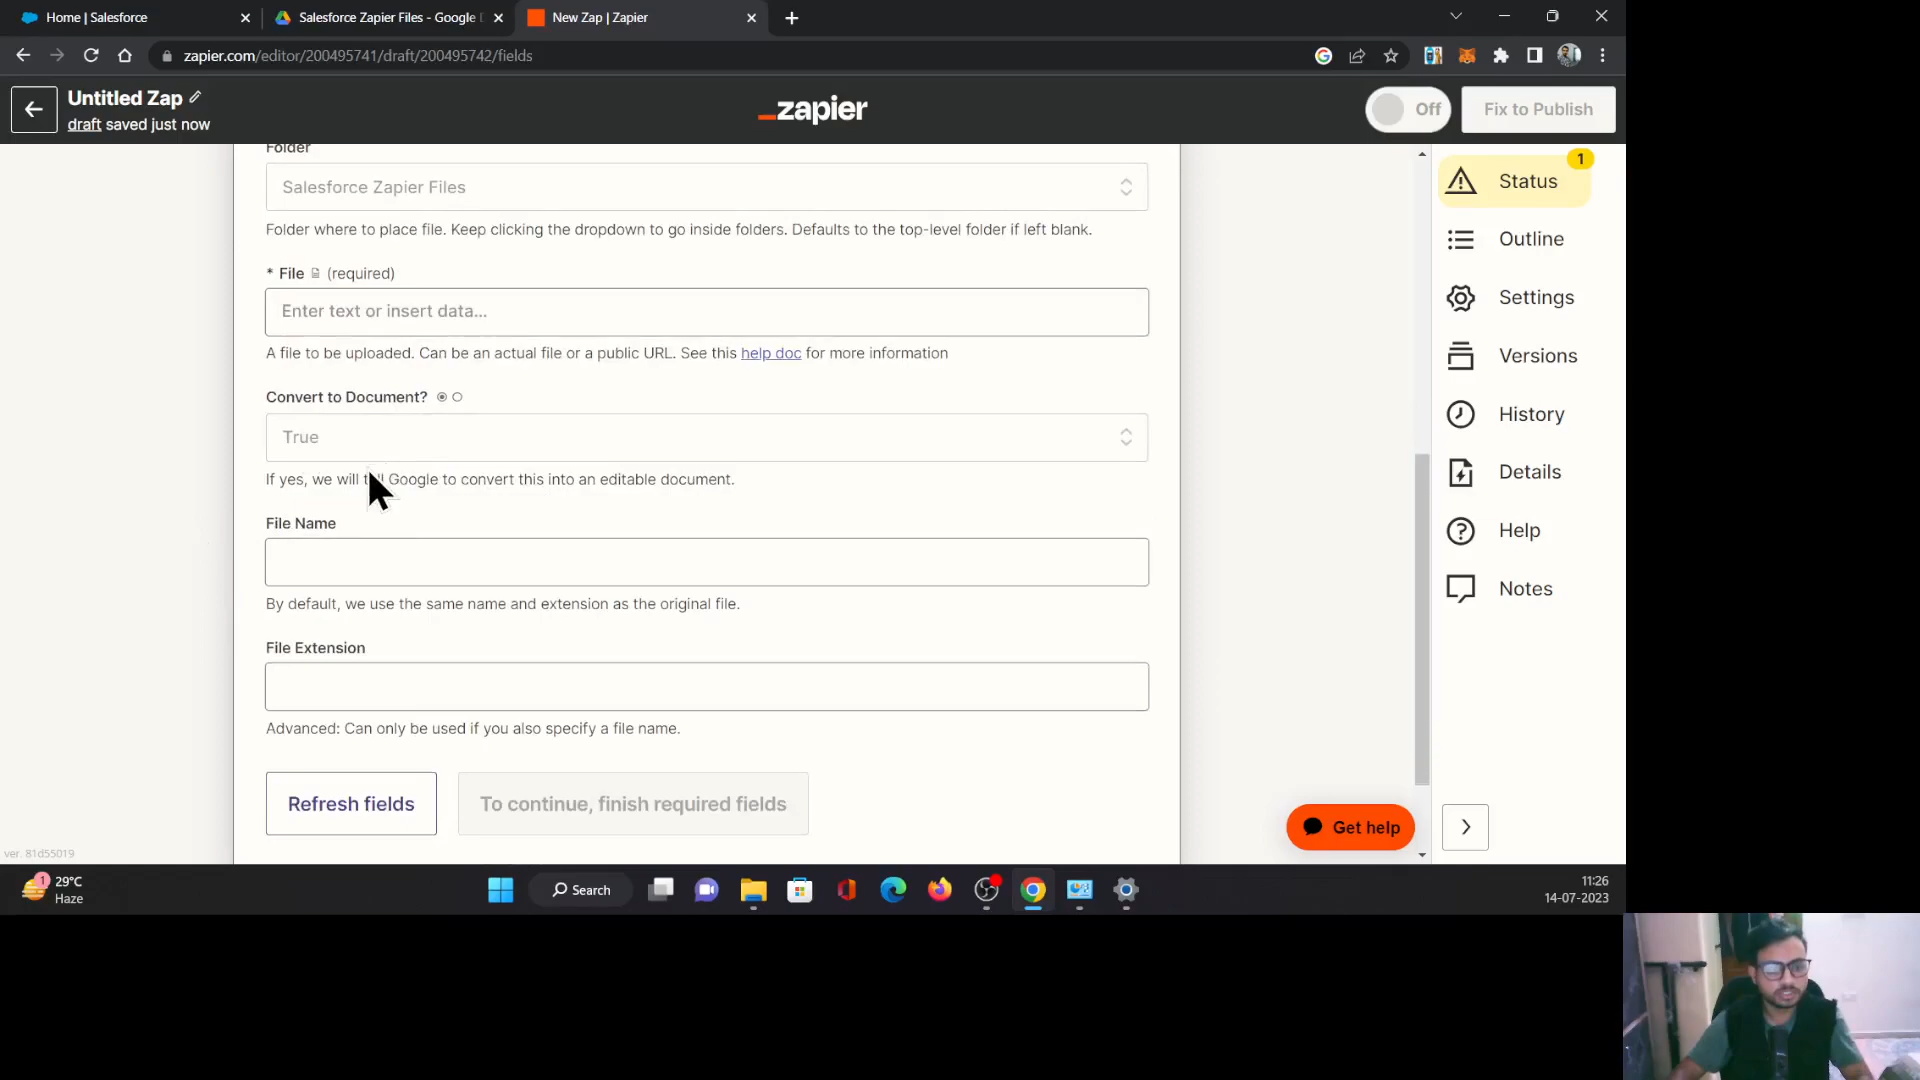 Home | Salesforce
Salesforce Zapier Files - Google D
New Zap | Zapier
zapier.com/editor/200495741/draft/200495742/fields
Untitled Zap
draft saved just now
_zapier
Off
Fix to Publish
Folder
Salesforce Zapier Files
Folder where to place file. Keep clicking the dropdown to go inside folders. Defaults to the top-level folder if left blank.
* File (required)
Enter text or insert data...
A file to be uploaded. Can be an actual file or a public URL. See this help doc for more information
Convert to Document?
True
If yes, we will tell Google to convert this into an editable document.
File Name
By default, we use the same name and extension as the original file.
File Extension
Advanced: Can only be used if you also specify a file name.
Refresh fields
To continue, finish required fields
1
Status
Outline
Settings
Versions
History
Details
Help
Notes
Get help
ver. 81d55019
1
29°C
Haze
Search
11:26
14-07-2023